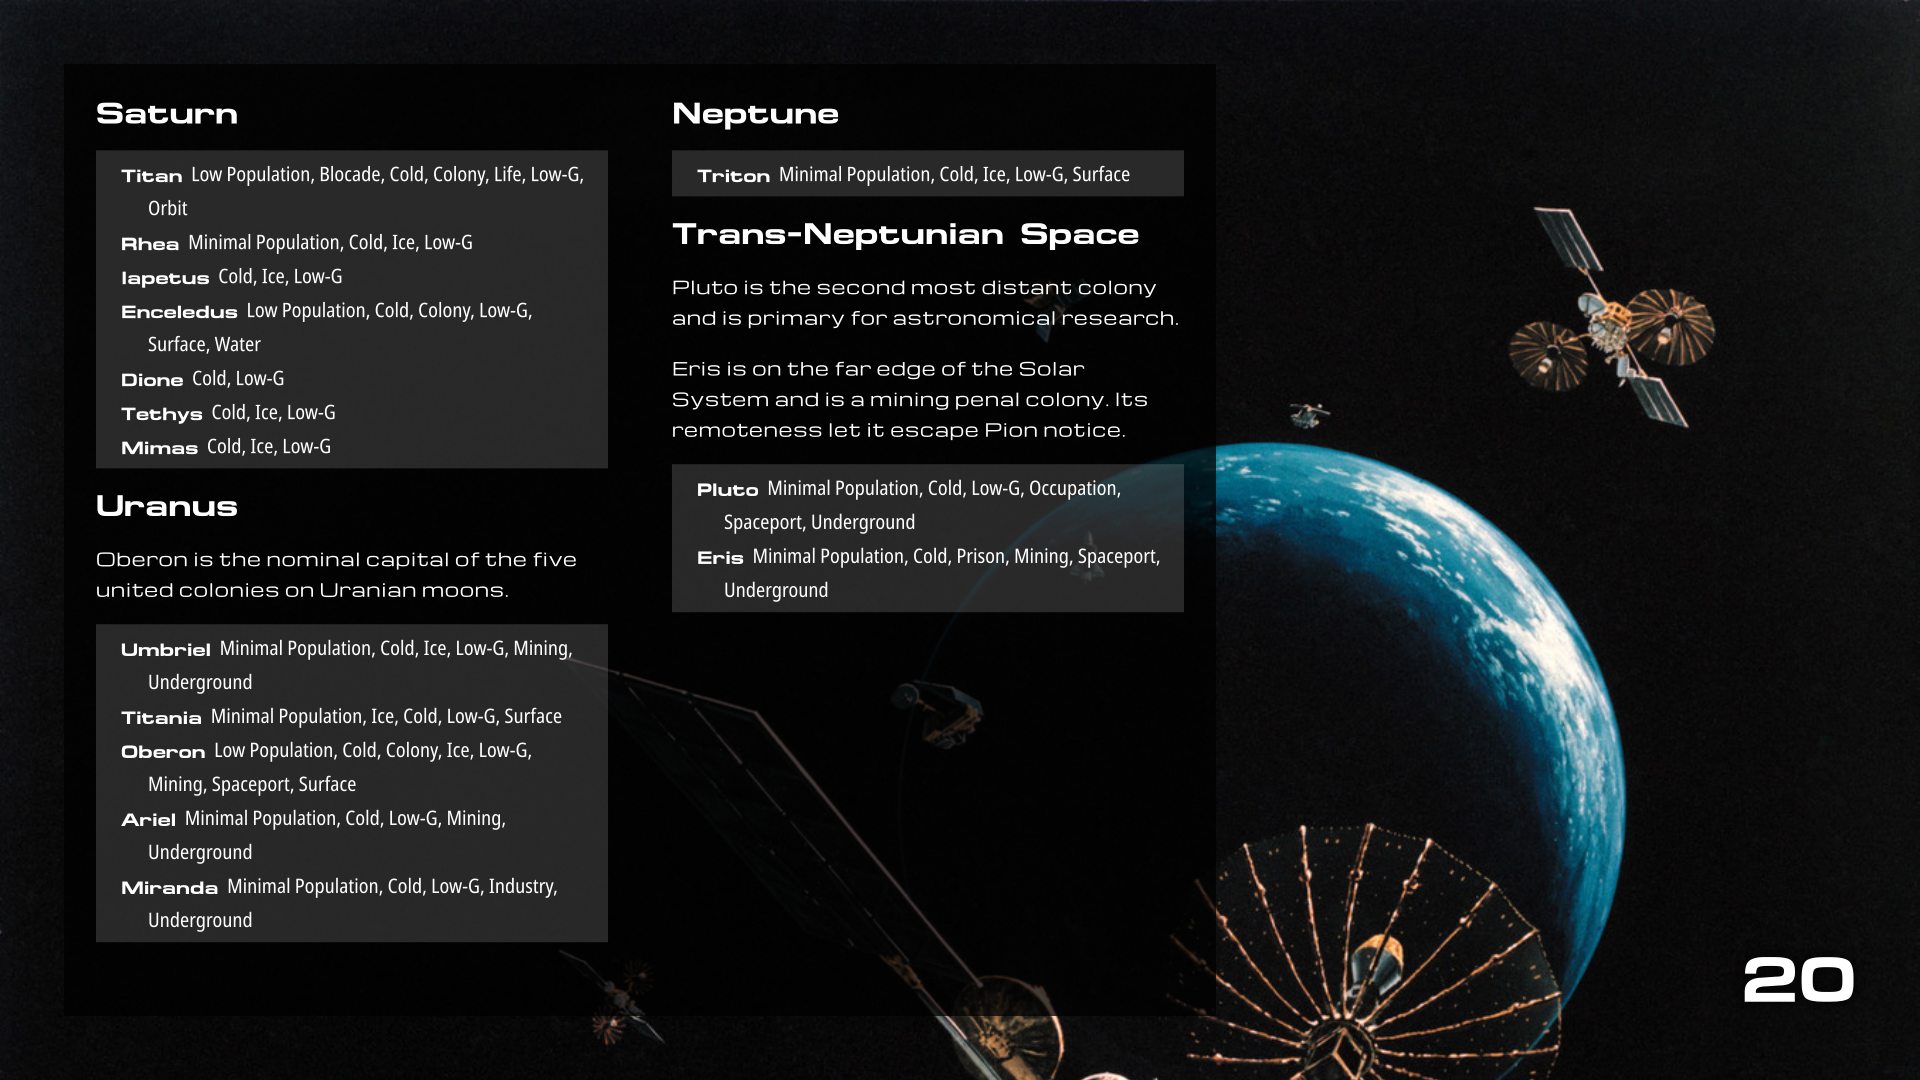 Saturn
Titan Low Population, Blocade, Cold, Colony, Life, Low-G,
Orbit
Rhea Minimal Population, Cold, Ice, Low-G
Iapetus Cold, Ice, Low-G
Enceledus Low Population, Cold, Colony, Low-G,
Surface, Water
Dione Cold, Low-G
Tethys Cold, Ice, Low-G
Mimas Cold, Ice, Low-G
Uranus
Oberon is the nominal capital of the five
united colonies on Uranian moons.
Umbriel Minimal Population, Cold, Ice, Low-G, Mining,
Underground
Titania Minimal Population, Ice, Cold, Low-G, Surface
Oberon Low Population, Cold, Colony, Ice, Low-G,
Mining, Spaceport, Surface
Ariel Minimal Population, Cold, Low-G, Mining,
Underground
Miranda Minimal Population, Cold, Low-G, Industry,
Underground
Neptune
Triton Minimal Population, Cold, Ice, Low-G, Surface
Trans-Neptunian Space
Pluto is the second most distant colony
and is primary for astronomical research.
Eris is on the far edge of the Solar
System and is a mining penal colony. Its
remoteness let it escape Pion notice.
Pluto Minimal Population, Cold, Low-G, Occupation,
Spaceport, Underground
Eris Minimal Population, Cold, Prison, Mining, Spaceport,
Underground
20